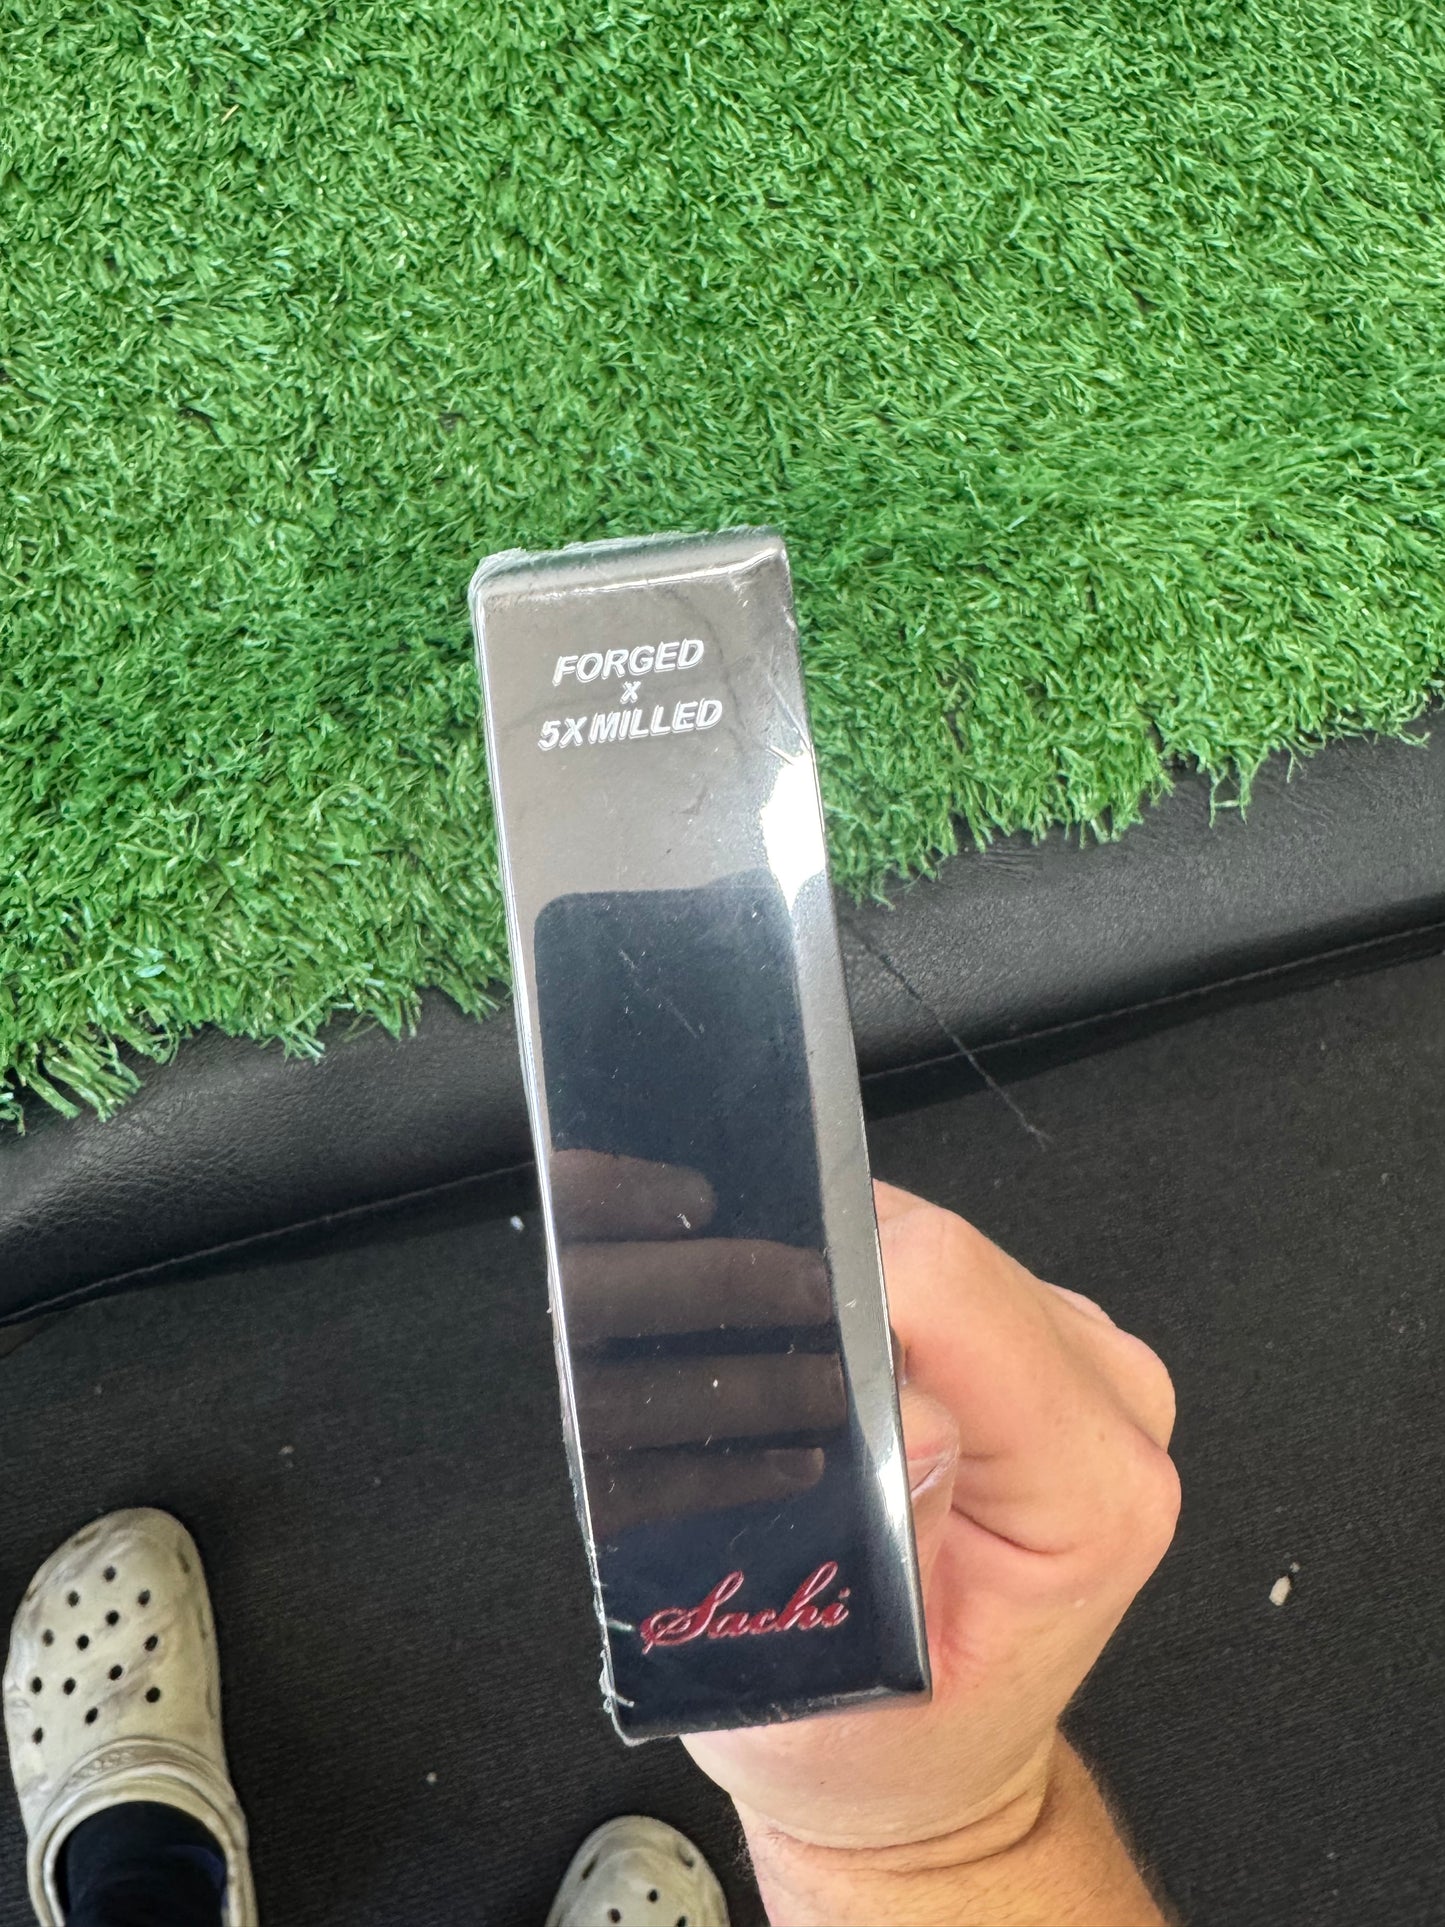 FORGED
x
5X MILLED
Sachi